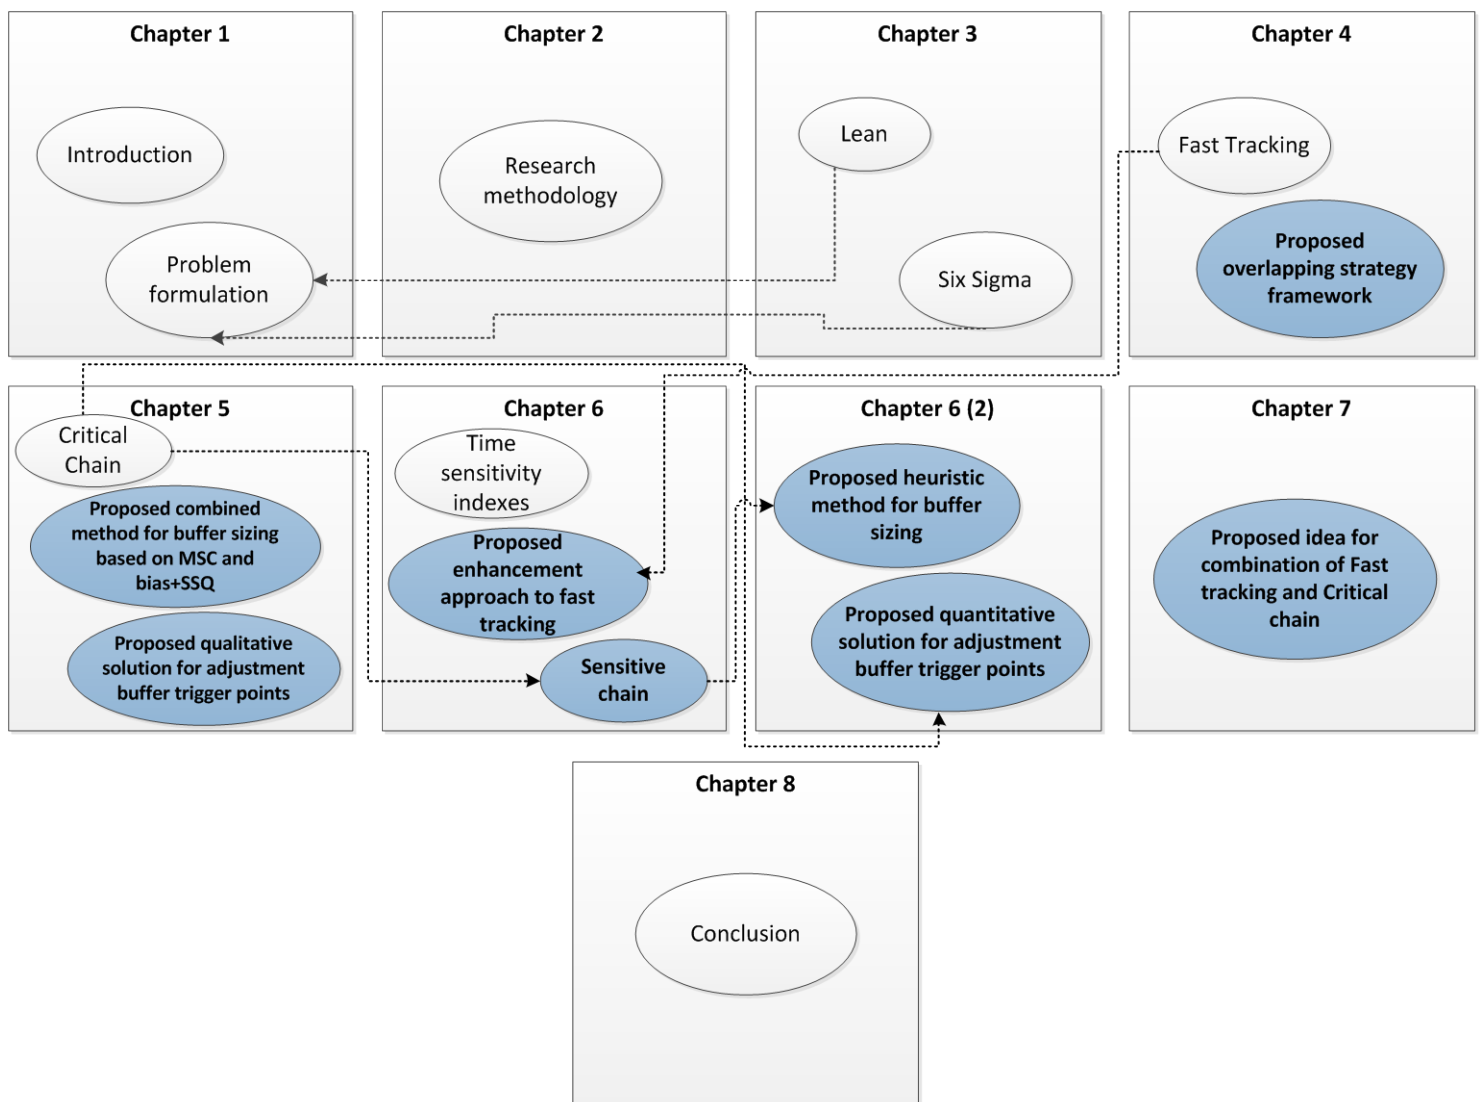 Chapter 1
Introduction
Problem
formulation
Chapter 2
Research
methodology
Chapter 3
Lean
Six Sigma
Chapter 4
Fast Tracking
Proposed
overlapping strategy
framework
Chapter 5
Critical
Chain
Proposed combined
method for buffer sizing
based on MSC and
bias+SSQ
Proposed qualitative
solution for adjustment
buffer trigger points
Chapter 6
Time
sensitivity
indexes
Proposed
enhancement
approach to fast
tracking
Sensitive
chain
Chapter 6 (2)
Proposed heuristic
method for buffer
sizing
Proposed quantitative
solution for adjustment
buffer trigger points
Chapter 7
Proposed idea for
combination of Fast
tracking and Critical
chain
Chapter 8
Conclusion